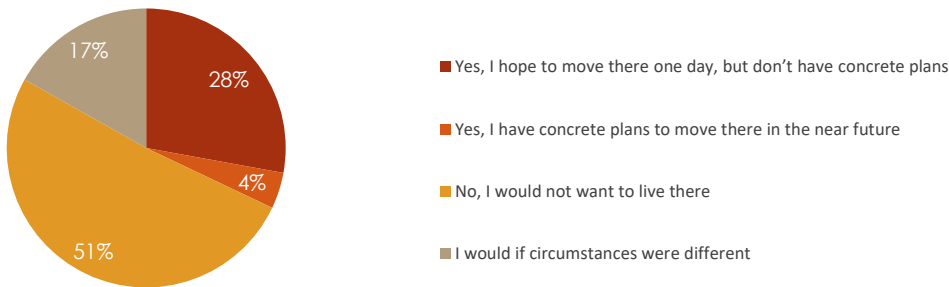 17%
28%
4%
51%
Yes, I hope to move there one day, but don’t have concrete plans
Yes, I have concrete plans to move there in the near future
No, I would not want to live there
I would if circumstances were different